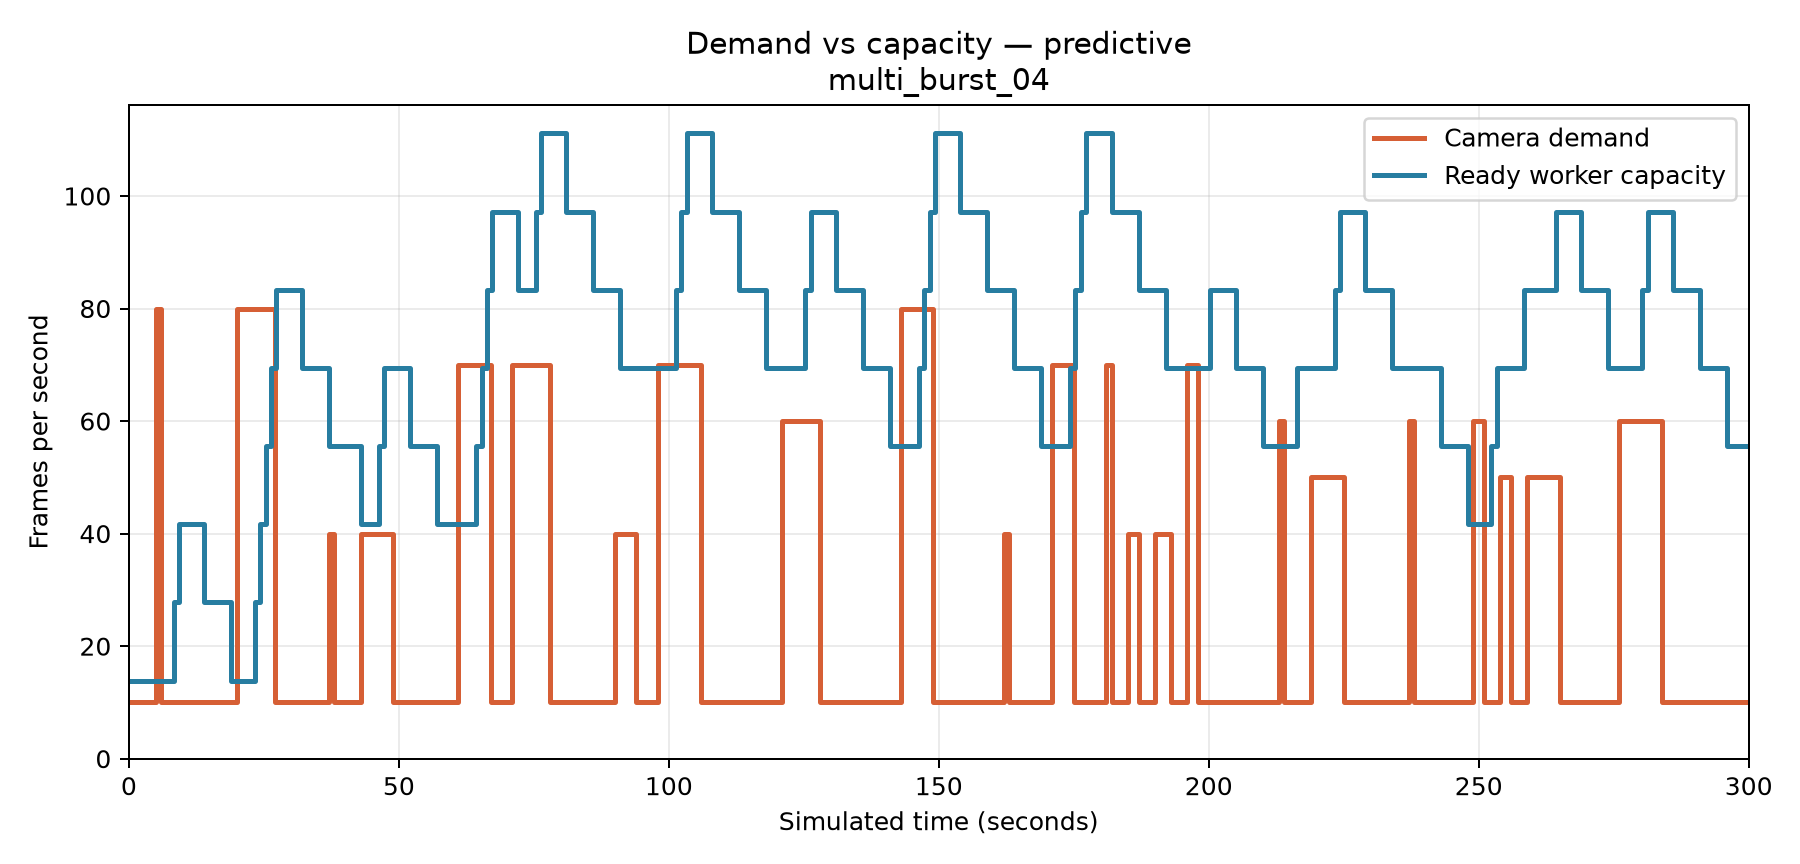 Demand vs capacity — predictive
multi_burst_04
Camera demand
Ready worker capacity
Frames per second
100
80
60
40
20
0
0 50 100 150 200 250 300
Simulated time (seconds)